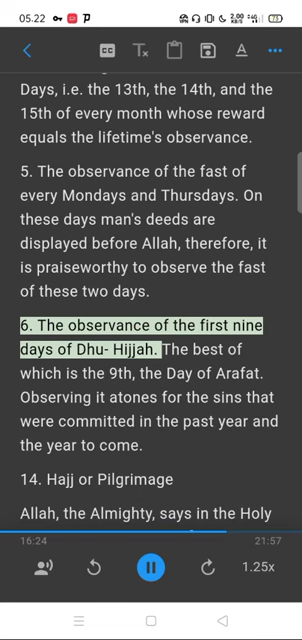 05.22
2,00
KB/S
73
CC
Days, i.e. the 13th, the 14th, and the
15th of every month whose reward
equals the lifetime's observance.
5. The observance of the fast of
every Mondays and Thursdays. On
these days man's deeds are
displayed before Allah, therefore, it
is praiseworthy to observe the fast
of these two days.
6. The observance of the first nine
days of Dhu- Hijjah. The best of
which is the 9th, the Day of Arafat.
Observing it atones for the sins that
were committed in the past year and
the year to come.
14. Hajj or Pilgrimage
Allah, the Almighty, says in the Holy
16:24
21:57
1.25x